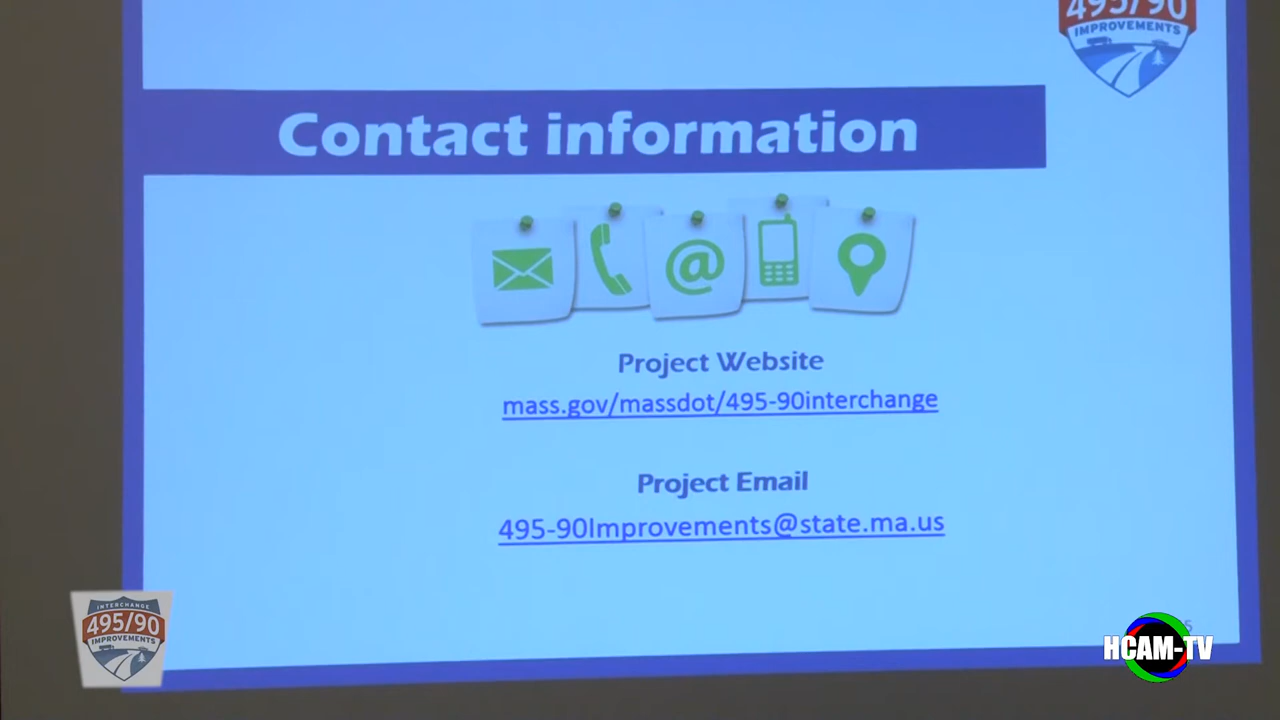 495/90
IMPROVEMENTS
Contact information
@
Project Website
mass.gov/massdot/495-90interchange
Project Email
495-90Improvements@state.ma.us
INTERCHANGE
495/90
IMPROVEMENTS
5
HCAM-TV